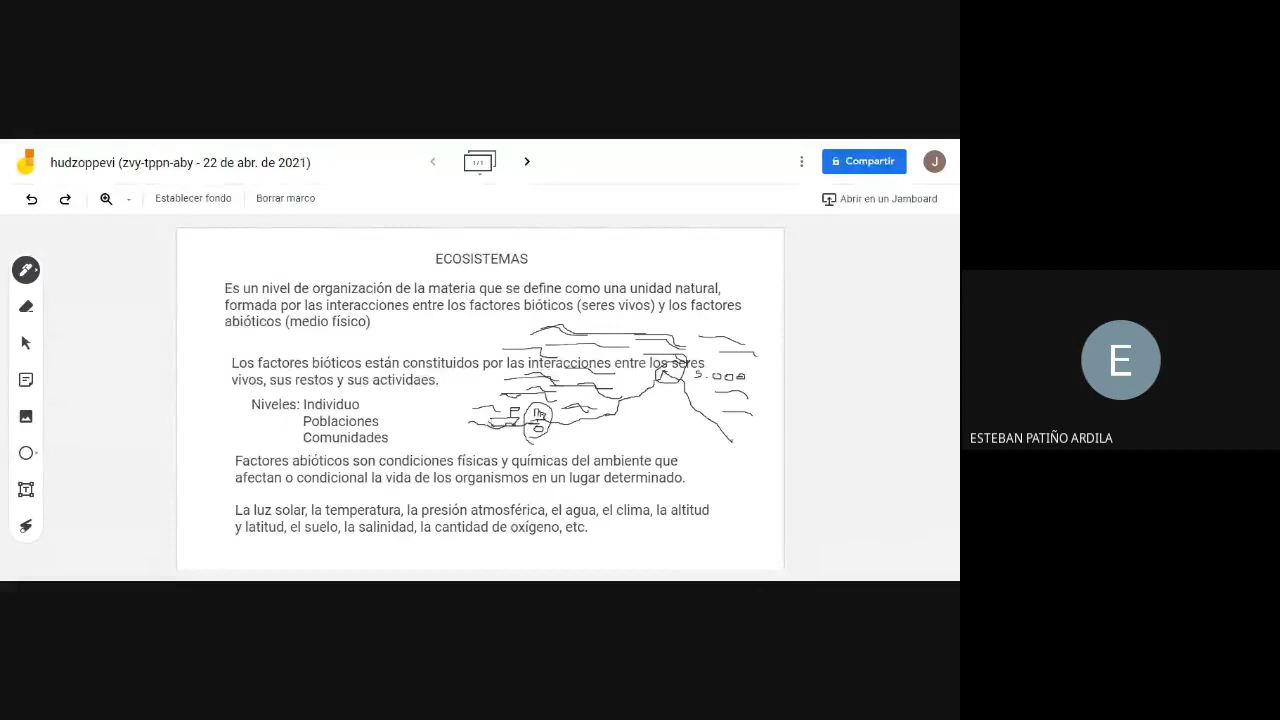 hudzoppevi (zvy-tppn-aby - 22 de abr. de 2021)
1 / 1
Compartir
J
Establecer fondo
Borrar marco
Abrir en un Jamboard
ECOSISTEMAS
Es un nivel de organización de la materia que se define como una unidad natural,
formada por las interacciones entre los factores bióticos (seres vivos) y los factores
abióticos (medio físico)
Los factores bióticos están constituidos por las interacciones entre los seres
vivos, sus restos y sus actividaes.
5.000
Niveles: Individuo
Poblaciones
Comunidades
Factores abióticos son condiciones físicas y químicas del ambiente que
afectan o condicional la vida de los organismos en un lugar determinado.
La luz solar, la temperatura, la presión atmosférica, el agua, el clima, la altitud
y latitud, el suelo, la salinidad, la cantidad de oxígeno, etc.
E
ESTEBAN PATIÑO ARDILA